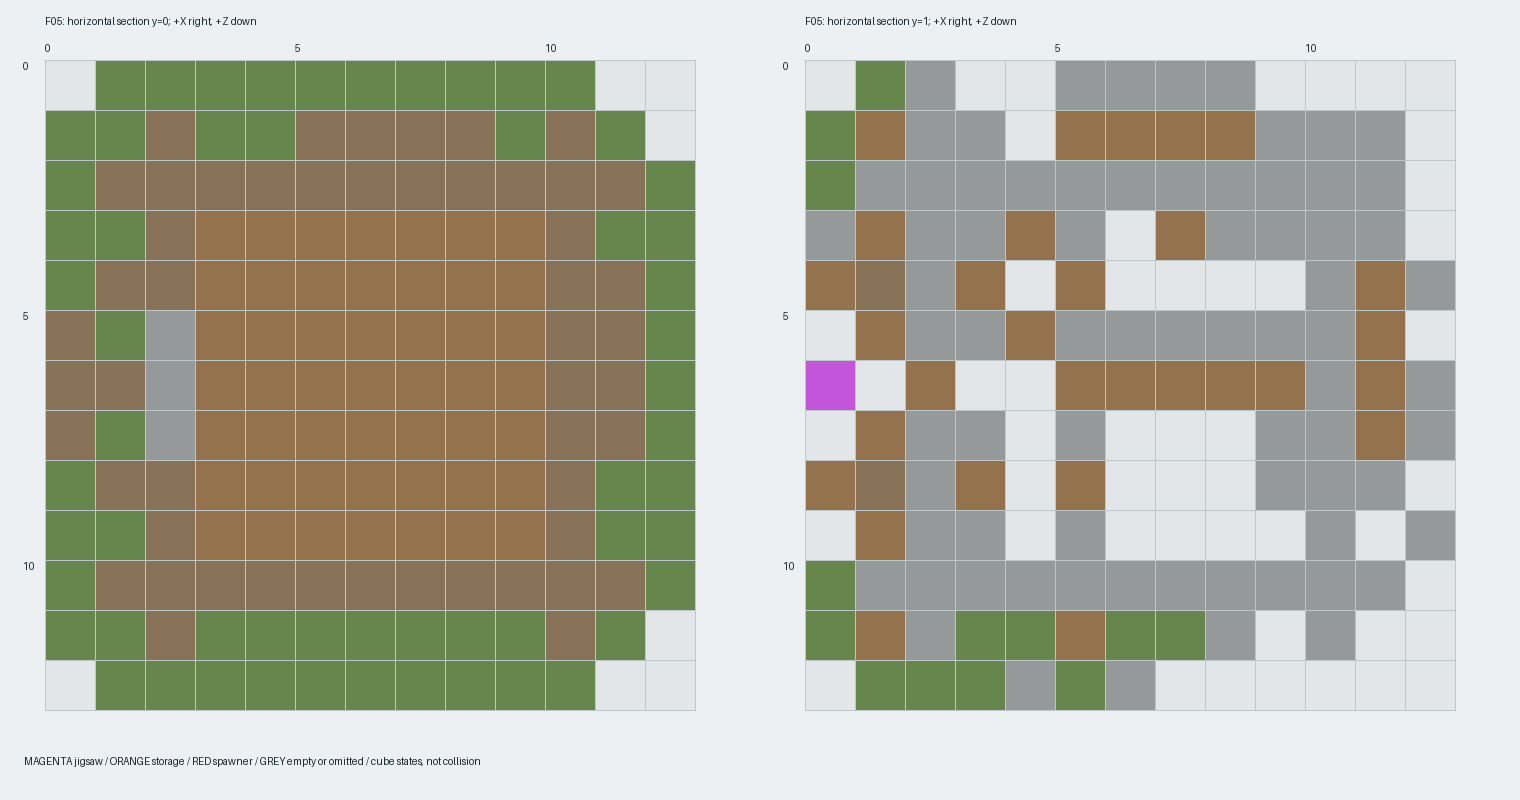 F05: horizontal section y=0; +X right, +Z down
F05: horizontal section y=1; +X right, +Z down
0 5 10
0 5 10
0
0
5
5
10
10
MAGENTA jigsaw / ORANGE storage / RED spawner / GREY empty or omitted / cube states, not collision